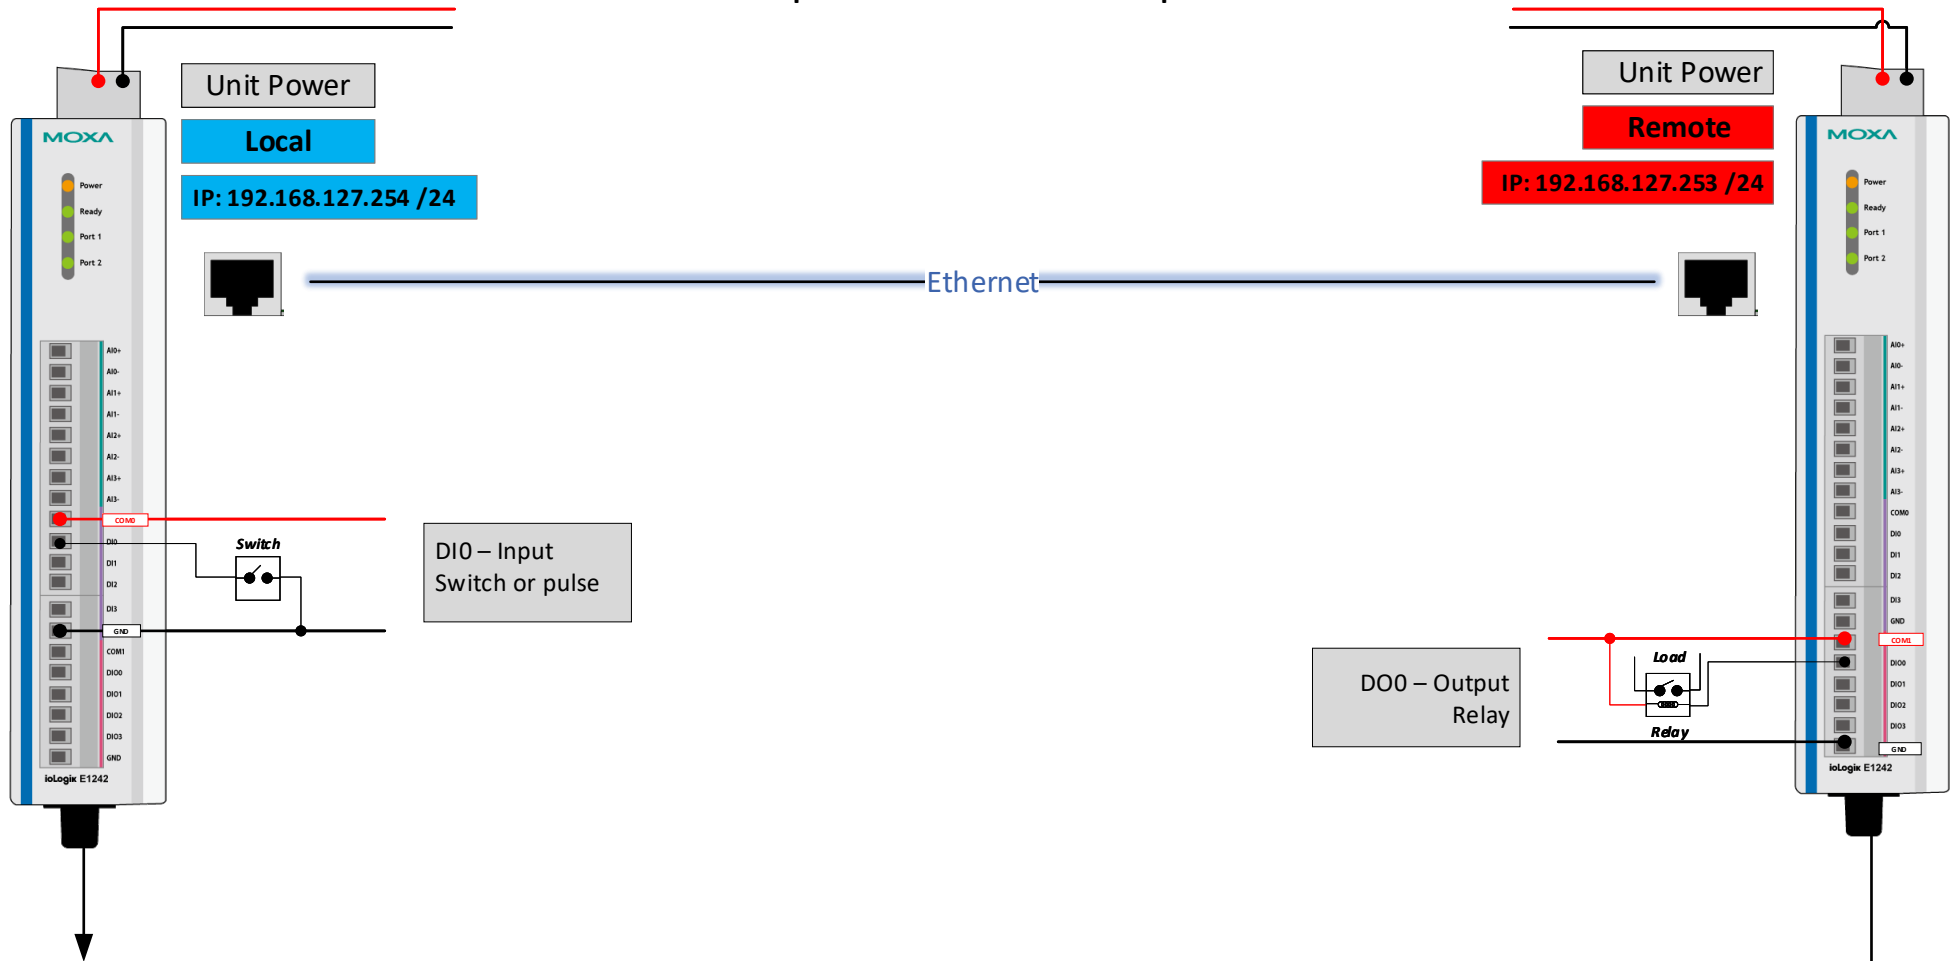 Unit Power
Local
IP: 192.168.127.254 /24
MOXA
Power
Ready
Port 1
Port 2
AI0+
AI0-
AI1+
AI1-
AI2+
AI2-
AI3+
AI3-
COM0
DI0
DI1
DI2
DI3
GND
COM1
DIO0
DIO1
DIO2
DIO3
GND
ioLogik E1242
Switch
DI0 – Input
Switch or pulse
Ethernet
Unit Power
Remote
IP: 192.168.127.253 /24
MOXA
Power
Ready
Port 1
Port 2
AI0+
AI0-
AI1+
AI1-
AI2+
AI2-
AI3+
AI3-
COM0
DI0
DI1
DI2
DI3
GND
COM1
DIO0
DIO1
DIO2
DIO3
GND
ioLogik E1242
Load
Relay
DO0 – Output
Relay